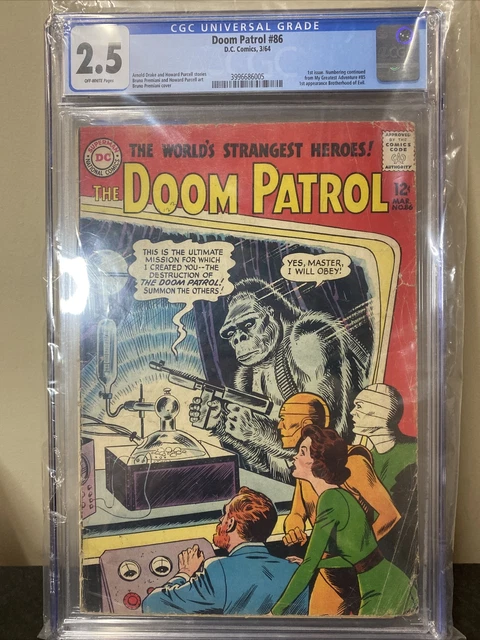 CGC UNIVERSAL GRADE
2.5
OFF-WHITE Pages
Doom Patrol #86
D.C. Comics, 3/64
Arnold Drake and Howard Purcell stories
Bruno Premiani and Howard Purcell art
Bruno Premiani cover
3996686005
1st Issue. Numbering continued
from My Greatest Adventure #85.
1st appearance Brotherhood of Evil.
SUPERMAN
DC
NATIONAL COMICS
THE WORLD'S STRANGEST HEROES!
APPROVED
BY THE
COMICS
CODE
AUTHORITY
THE DOOM PATROL
12¢
MAR.
NO.86
THIS IS THE ULTIMATE
MISSION FOR WHICH
I CREATED YOU--THE
DESTRUCTION OF
THE DOOM PATROL!
SUMMON THE OTHERS!
YES, MASTER,
I WILL OBEY!